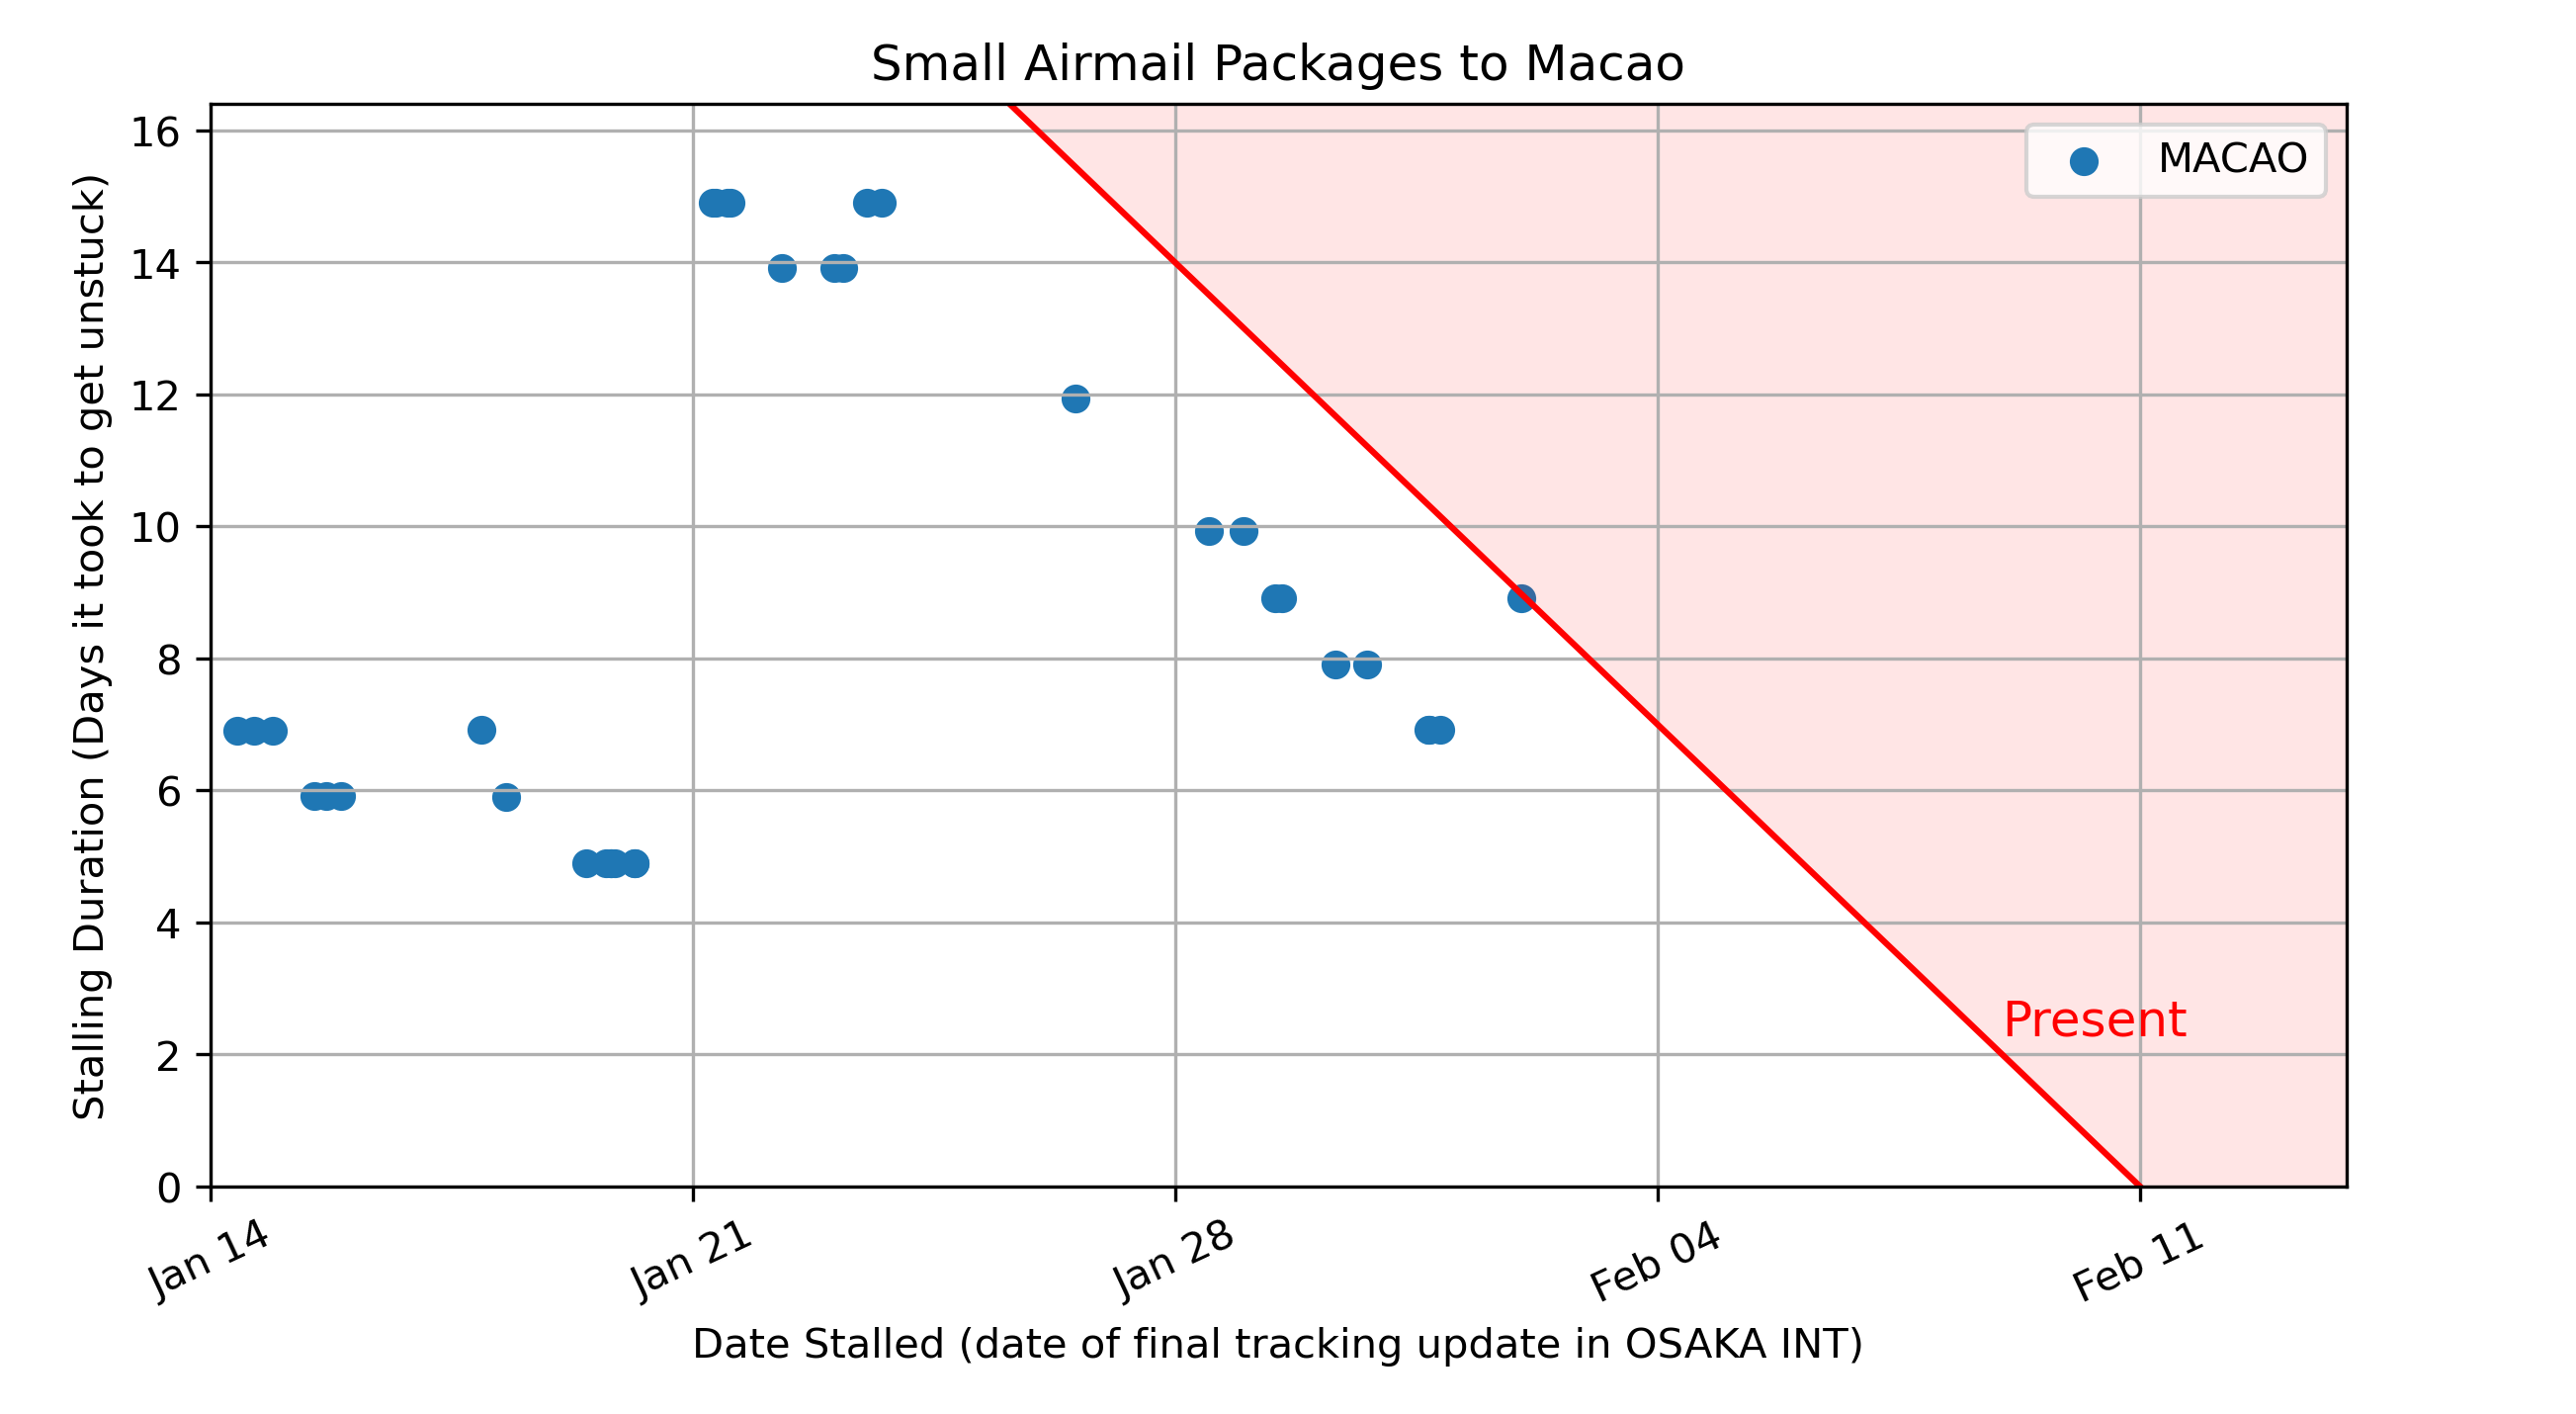 Small Airmail Packages to Macao
MACAO
Stalling Duration (Days it took to get unstuck)
16
14
12
10
8
6
4
2
0
Present
Jan 14
Jan 21
Jan 28
Feb 04
Feb 11
Date Stalled (date of final tracking update in OSAKA INT)